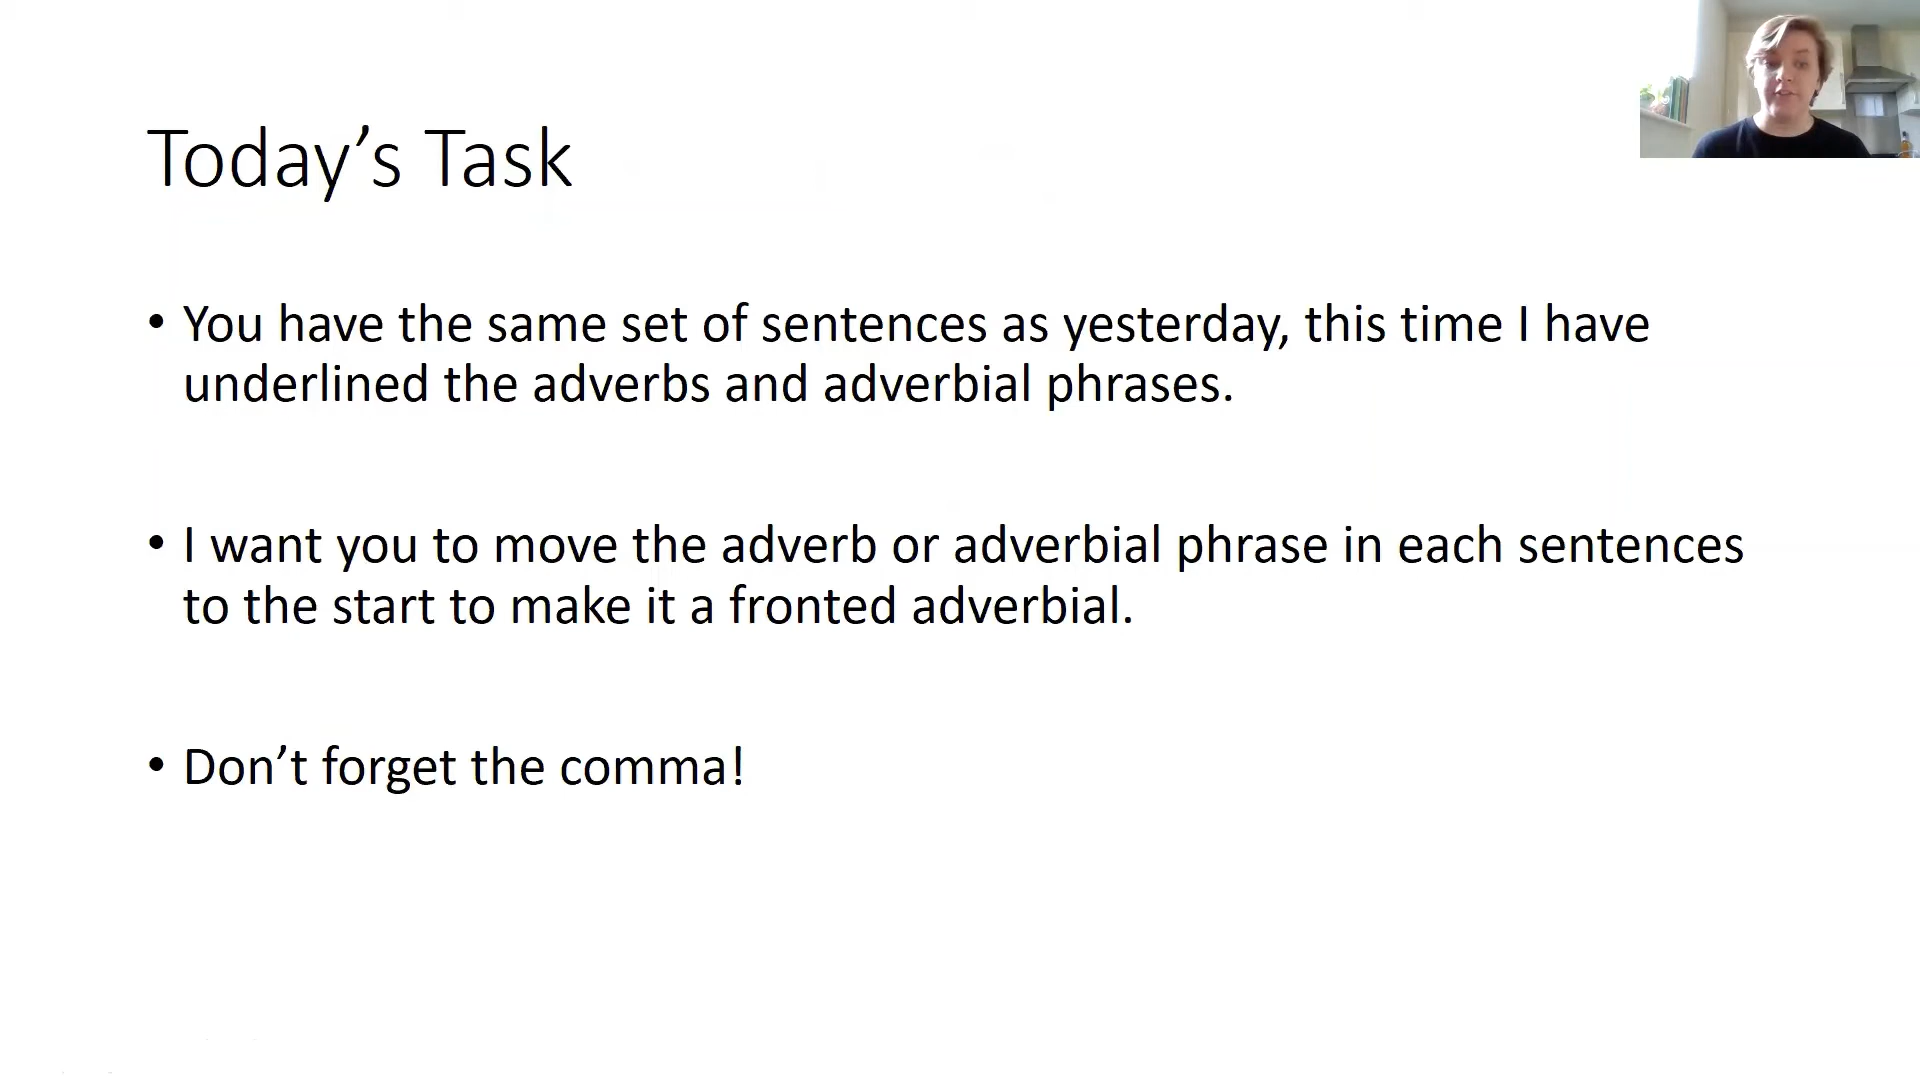 Today’s Task
• You have the same set of sentences as yesterday, this time I have
underlined the adverbs and adverbial phrases.
• I want you to move the adverb or adverbial phrase in each sentences
to the start to make it a fronted adverbial.
• Don’t forget the comma!